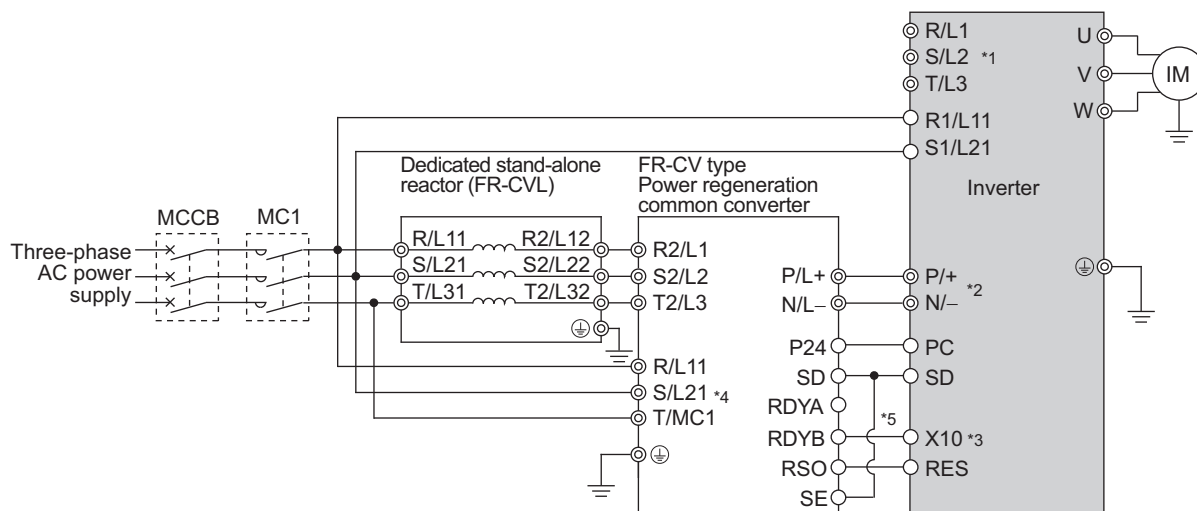 R/L1
S/L2 *1
T/L3
R1/L11
S1/L21
U
V
W
IM
Inverter
Dedicated stand-alone
reactor (FR-CVL)
FR-CV type
Power regeneration
common converter
MCCB
MC1
Three-phase
AC power
supply
R/L11
R2/L12
S/L21
S2/L22
T/L31
T2/L32
R2/L1
S2/L2
T2/L3
P/L+
N/L−
P/+
N/−
*2
P24
PC
SD
SD
RDYA
*5
RDYB
X10 *3
RSO
RES
SE
R/L11
S/L21 *4
T/MC1